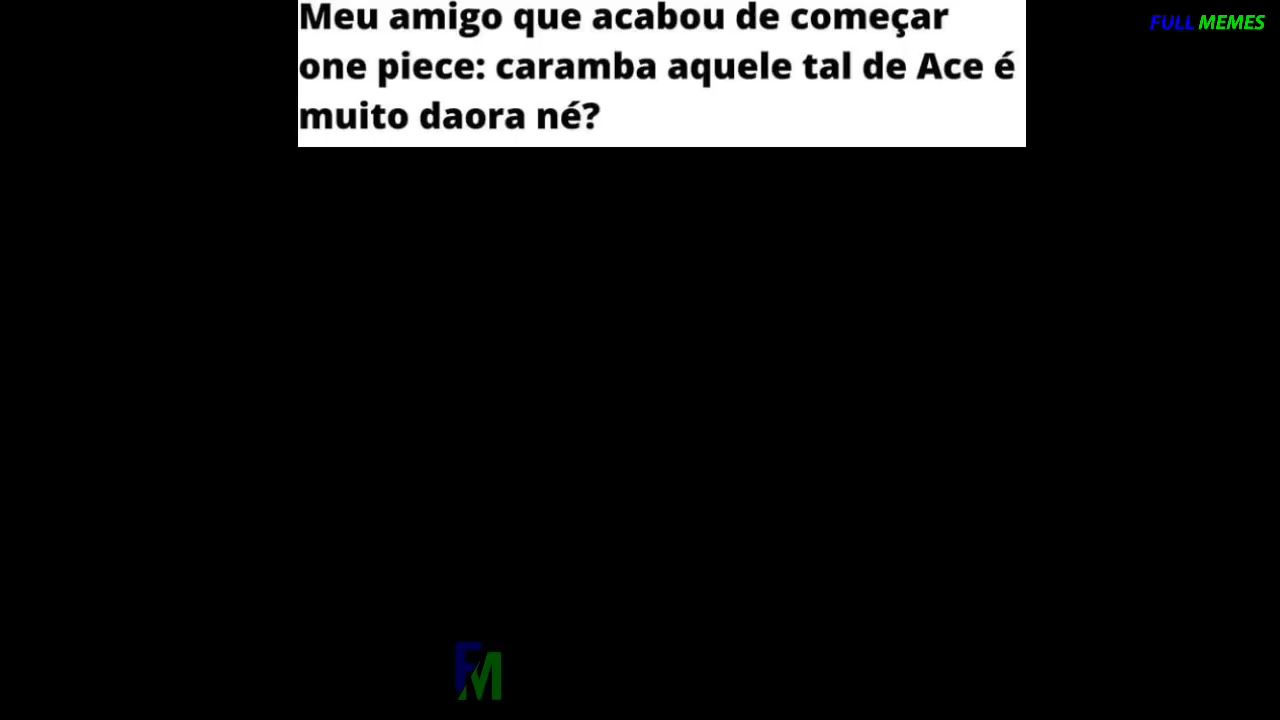 FULL MEMES
Meu amigo que acabou de começar
one piece: caramba aquele tal de Ace é
muito daora né?
FM